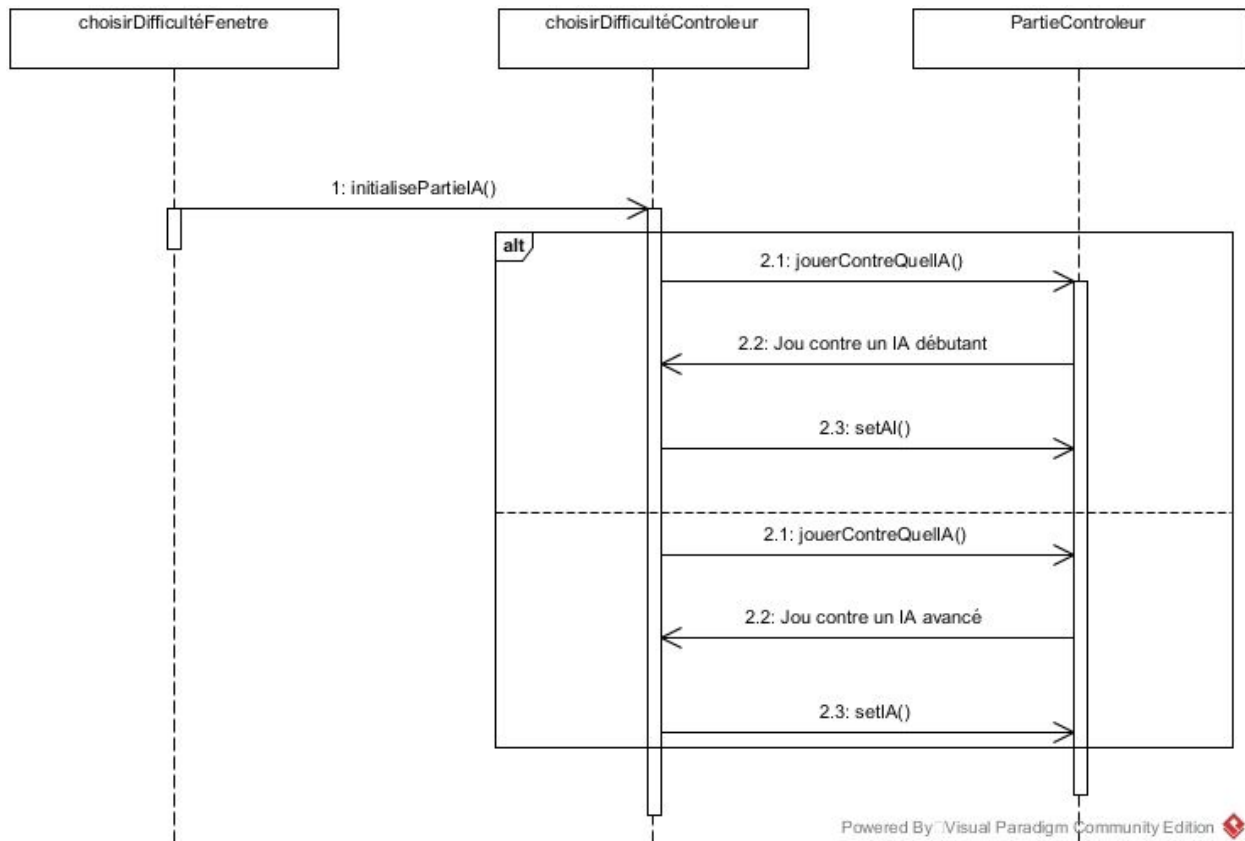 choisirDifficultéFenetre
choisirDifficultéControleur
PartieControleur
1: initialisePartieIA()
alt
2.1: jouerContreQuelIA()
2.2: Jou contre un IA débutant
2.3: setAI()
2.1: jouerContreQuelIA()
2.2: Jou contre un IA avancé
2.3: setIA()
Powered By Visual Paradigm Community Edition